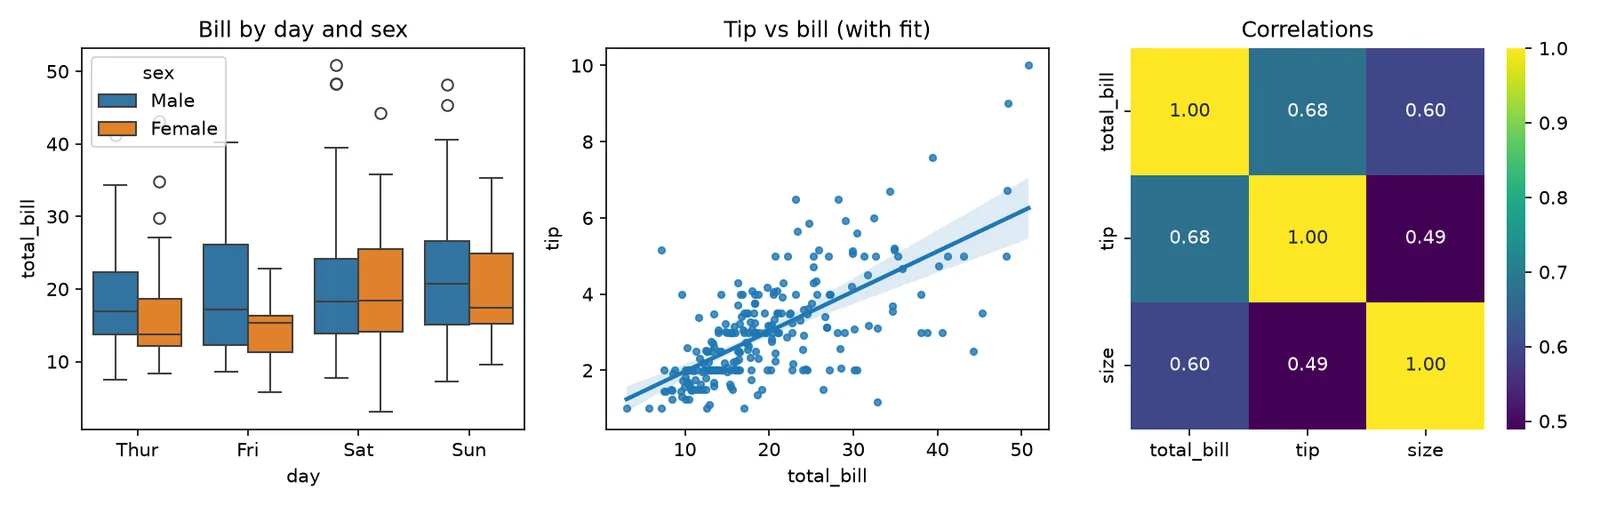 Bill by day and sex
50
40
30
20
10
total_bill
sex
Male
Female
Thur
Fri
Sat
Sun
day
Tip vs bill (with fit)
10
8
6
4
2
tip
10
20
30
40
50
total_bill
Correlations
total_bill
tip
size
1.00
0.68
0.60
0.68
1.00
0.49
0.60
0.49
1.00
total_bill
tip
size
1.0
0.9
0.8
0.7
0.6
0.5